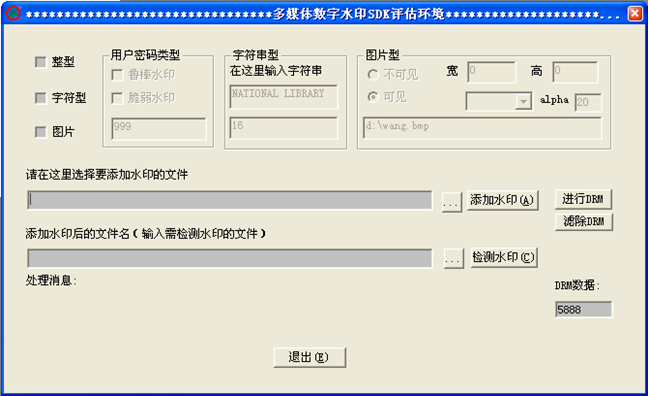 ********************************多媒体数字水印SDK评估环境********************...
整型
字符型
图片
用户密码类型
鲁棒水印
脆弱水印
999
字符串型
在这里输入字符串
NATIONAL LIBRARY
16
图片型
不可见 宽 0 高 0
可见 alpha 20
d:\wang.bmp
请在这里选择要添加水印的文件
... 添加水印(A) 进行DRM
滤除DRM
添加水印后的文件名(输入需检测水印的文件)
... 检测水印(C)
处理消息:
DRM数据:
5888
退出(E)